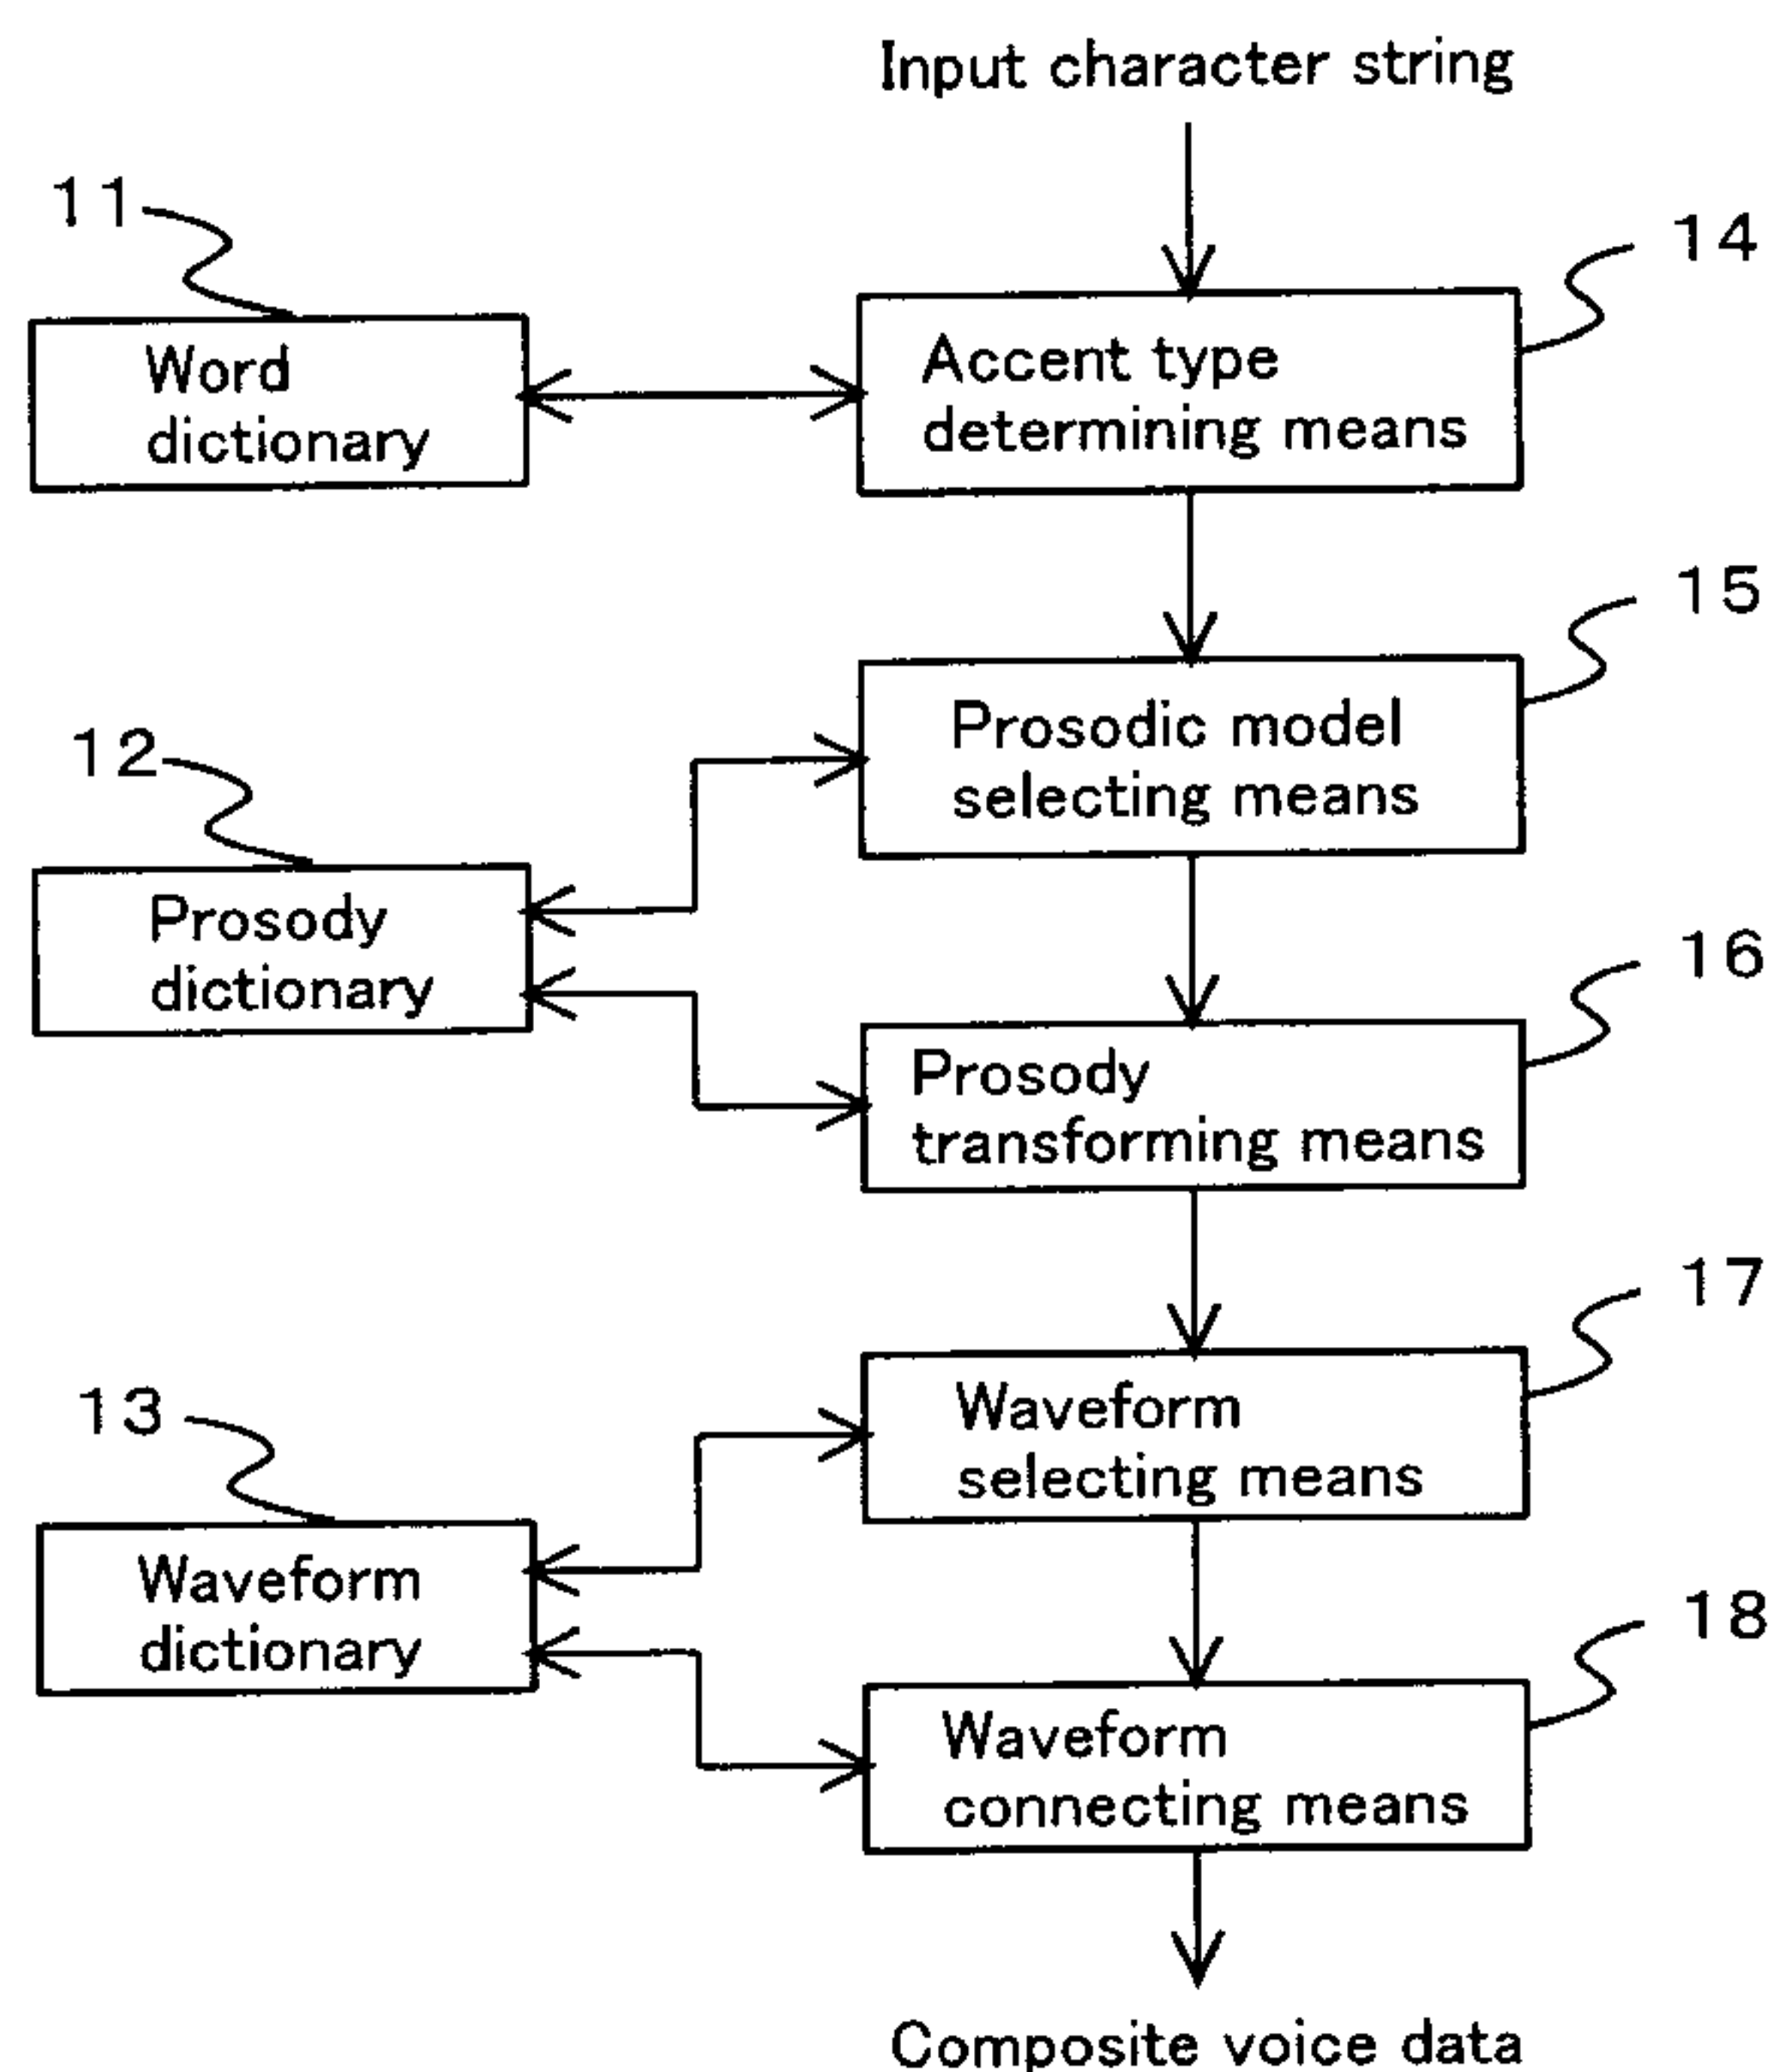 Input character string
11
14
Word
dictionary
Accent type
determining means
15
12
Prosodic model
selecting means
Prosody
dictionary
16
Prosody
transforming means
17
13
Waveform
selecting means
Waveform
dictionary
18
Waveform
connecting means
Composite voice data